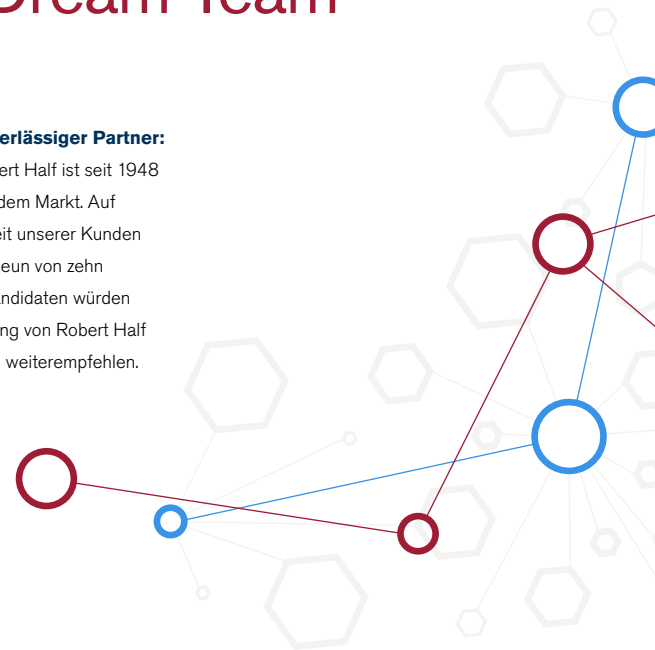 Dream Team
erlässiger Partner:
ert Half ist seit 1948
dem Markt. Auf
eit unserer Kunden
eun von zehn
ndidaten würden
ng von Robert Half
weiterempfehlen.